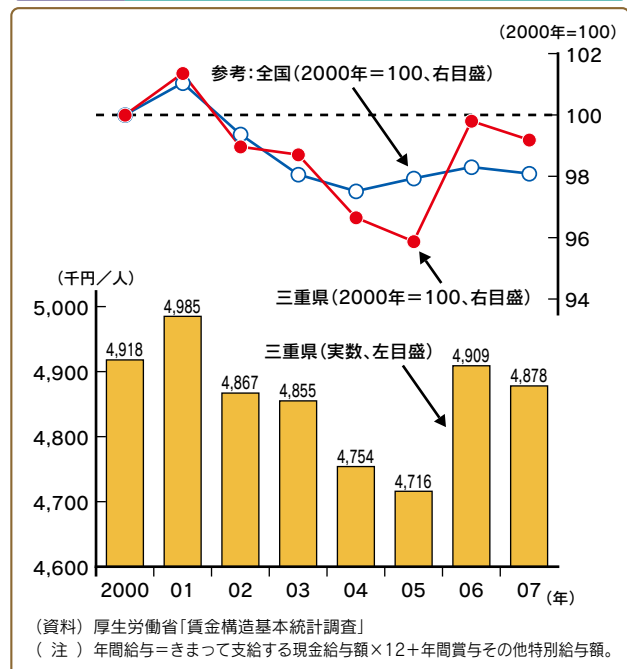 (2000年=100)
102
参考：全国（2000年＝100、右目盛）
100
98
96
94
三重県（2000年＝100、右目盛）
（千円／人）
5,000
4,985
三重県（実数、左目盛）
4,918
4,909
4,900
4,867
4,855
4,878
4,800
4,754
4,716
4,700
4,600
2000 01 02 03 04 05 06 07 (年)
（資料）厚生労働省「賃金構造基本統計調査」
（ 注 ）年間給与＝きまって支給する現金給与額×12＋年間賞与その他特別給与額。